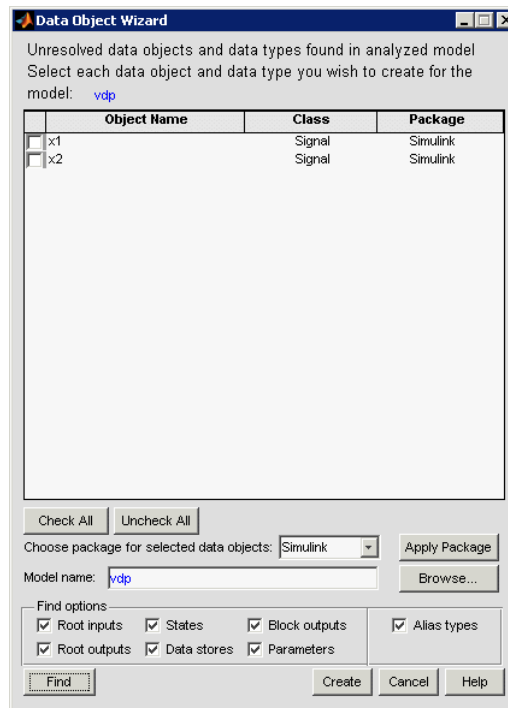 Data Object Wizard
Unresolved data objects and data types found in analyzed model
Select each data object and data type you wish to create for the
model: vdp
Object Name Class Package
x1 Signal Simulink
x2 Signal Simulink
Check All Uncheck All
Choose package for selected data objects: Simulink Apply Package
Model name: vdp Browse...
Find options
Root inputs States Block outputs Alias types
Root outputs Data stores Parameters
Find Create Cancel Help